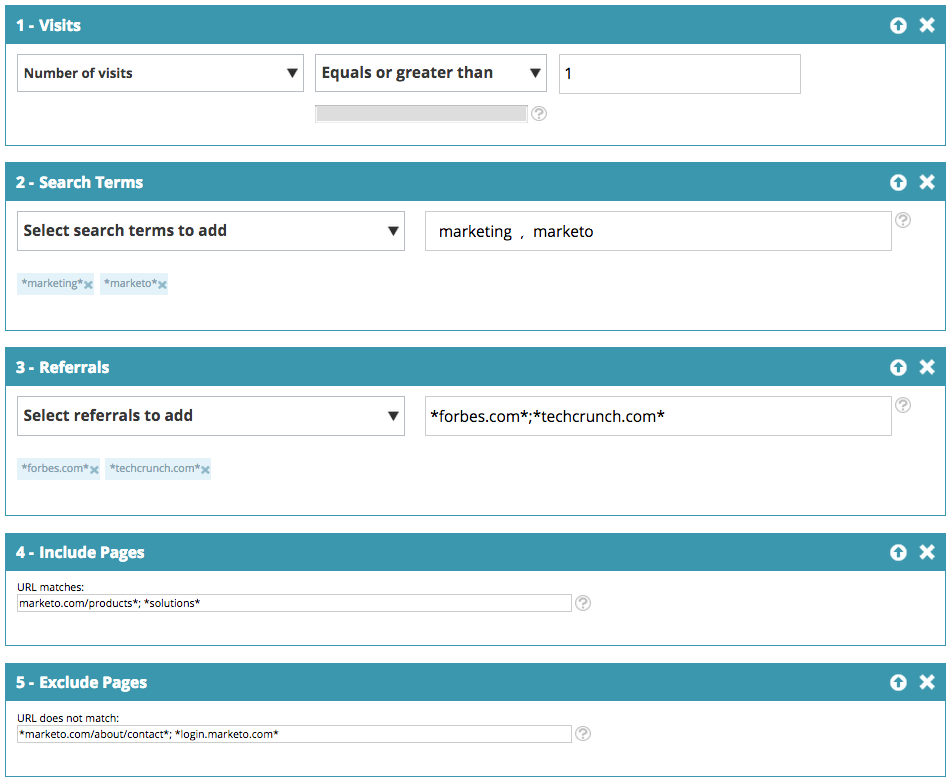 1 - Visits
Number of visits Equals or greater than 1
2 - Search Terms
Select search terms to add marketing , marketo
*marketing* *marketo*
3 - Referrals
Select referrals to add *forbes.com*;*techcrunch.com*
*forbes.com* *techcrunch.com*
4 - Include Pages
URL matches:
marketo.com/products*; *solutions*
5 - Exclude Pages
URL does not match:
*marketo.com/about/contact*; *login.marketo.com*